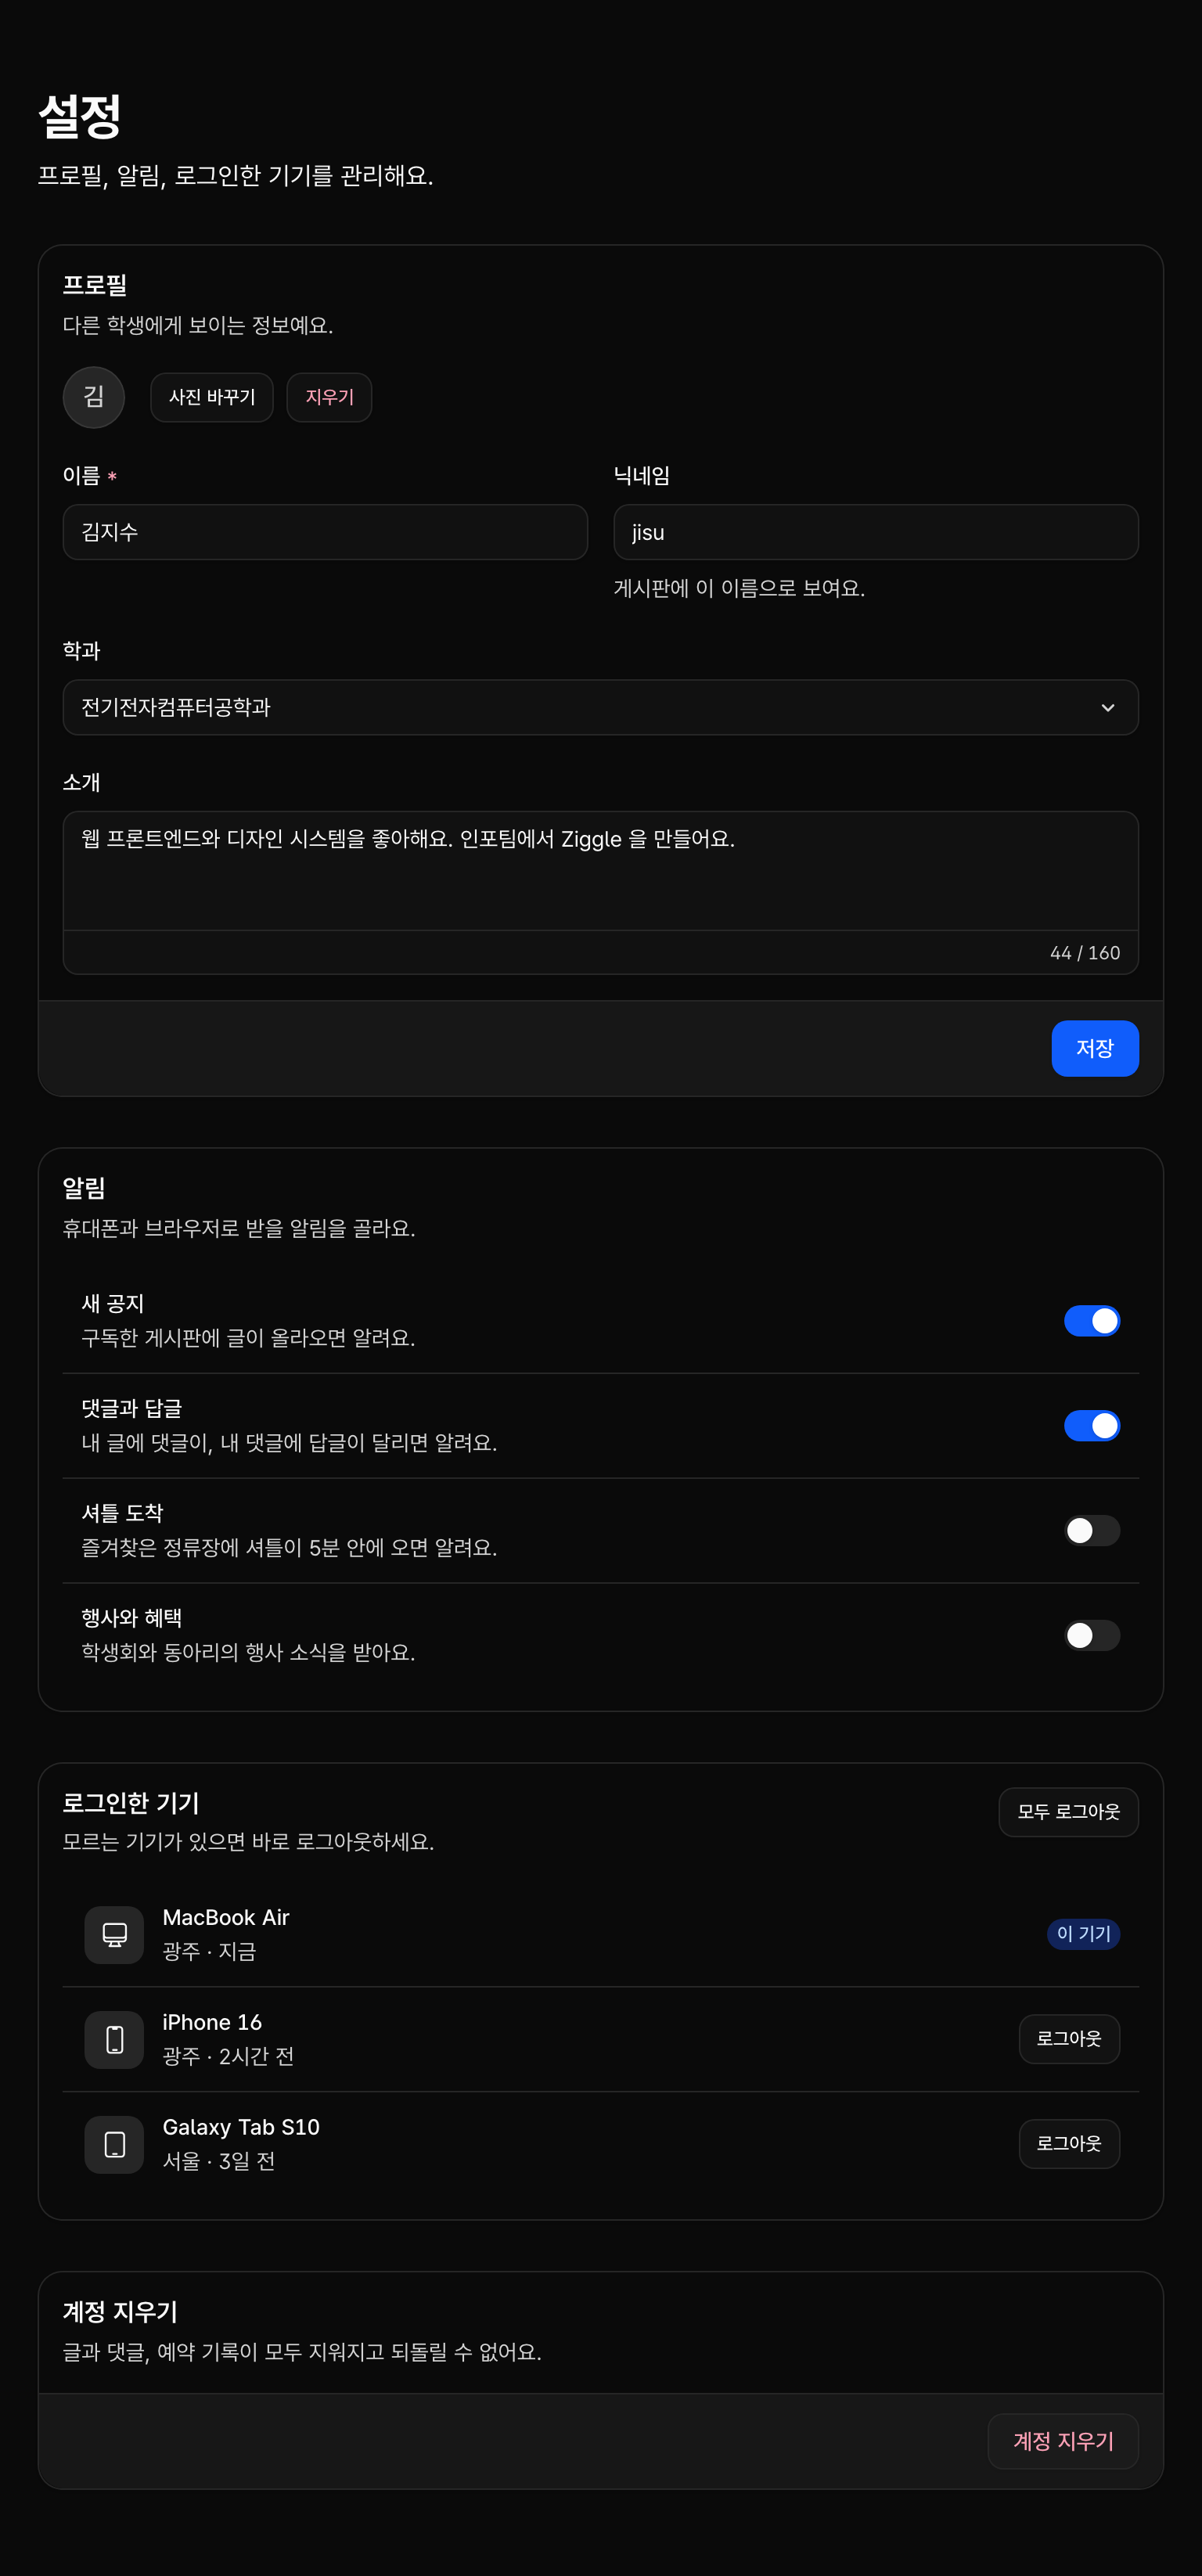 설정
프로필, 알림, 로그인한 기기를 관리해요.
프로필
다른 학생에게 보이는 정보예요.
김
사진 바꾸기
지우기
이름 *
닉네임
김지수
jisu
게시판에 이 이름으로 보여요.
학과
전기전자컴퓨터공학과
소개
웹 프론트엔드와 디자인 시스템을 좋아해요. 인포팀에서 Ziggle 을 만들어요.
44 / 160
저장
알림
휴대폰과 브라우저로 받을 알림을 골라요.
새 공지
구독한 게시판에 글이 올라오면 알려요.
댓글과 답글
내 글에 댓글이, 내 댓글에 답글이 달리면 알려요.
셔틀 도착
즐겨찾은 정류장에 셔틀이 5분 안에 오면 알려요.
행사와 혜택
학생회와 동아리의 행사 소식을 받아요.
로그인한 기기
모두 로그아웃
모르는 기기가 있으면 바로 로그아웃하세요.
MacBook Air
광주 · 지금
이 기기
iPhone 16
광주 · 2시간 전
로그아웃
Galaxy Tab S10
서울 · 3일 전
로그아웃
계정 지우기
글과 댓글, 예약 기록이 모두 지워지고 되돌릴 수 없어요.
계정 지우기